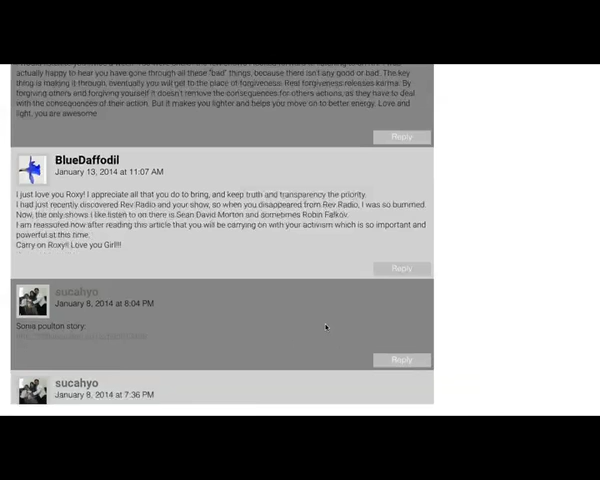 actually happy to hear you have gone through all these "bad" things, because there isn't any good or bad. The key
thing is making it through, eventually you will get to the place of forgiveness. Real forgiveness releases karma. By
forgiving others and forgiving yourself it doesn't remove the consequences for others actions, as they have to deal
with the consequences of their action. But it makes you lighter and helps you move on to better energy. Love and
light, you are awesome
Reply
BlueDaffodil
January 13, 2014 at 11:07 AM
I just love you Roxy! I appreciate all that you do to bring, and keep truth and transparency the priority.
I had just recently discovered Rev Radio and your show, so when you disappeared from Rev Radio, I was so bummed.
Now, the only shows I like listen to on there is Sean David Morton and sometimes Robin Falkov.
I am reassured now after reading this article that you will be carrying on with your activism which is so important and
powerful at this time.
Carry on Roxy!! Love you Girl!!!
Reply
sucahyo
January 8, 2014 at 8:04 PM
Sonia poulton story:
Reply
sucahyo
January 8, 2014 at 7:36 PM